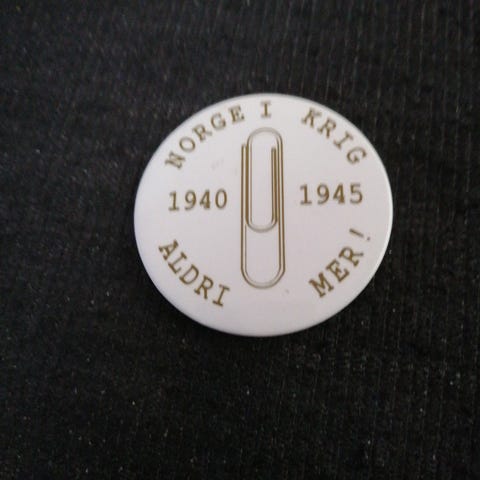 NORGE I KRIG
1940 1945
ALDRI MER!